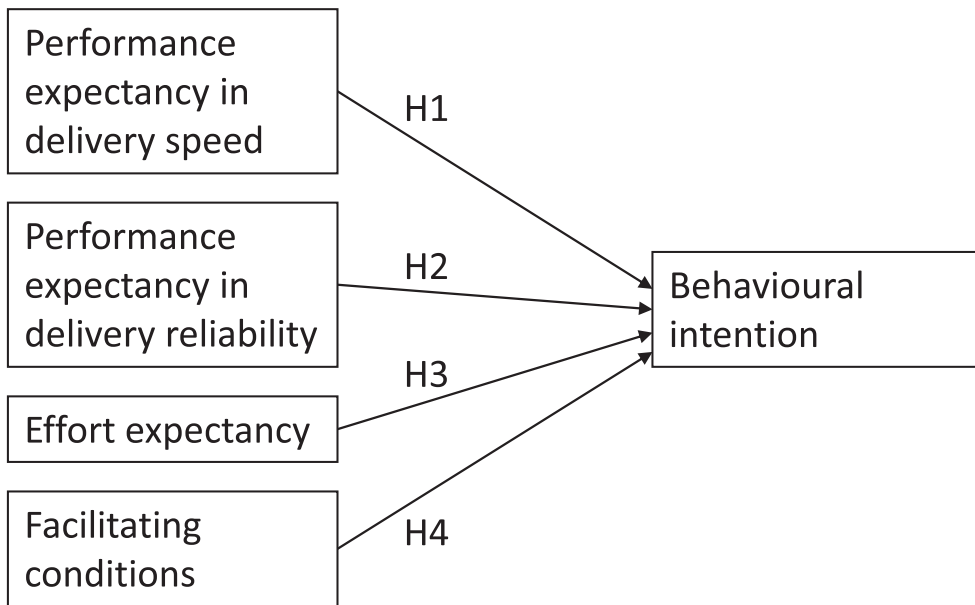 Performance
expectancy in
delivery speed
H1
Performance
expectancy in
delivery reliability
H2
Behavioural
intention
Effort expectancy
H3
Facilitating
conditions
H4